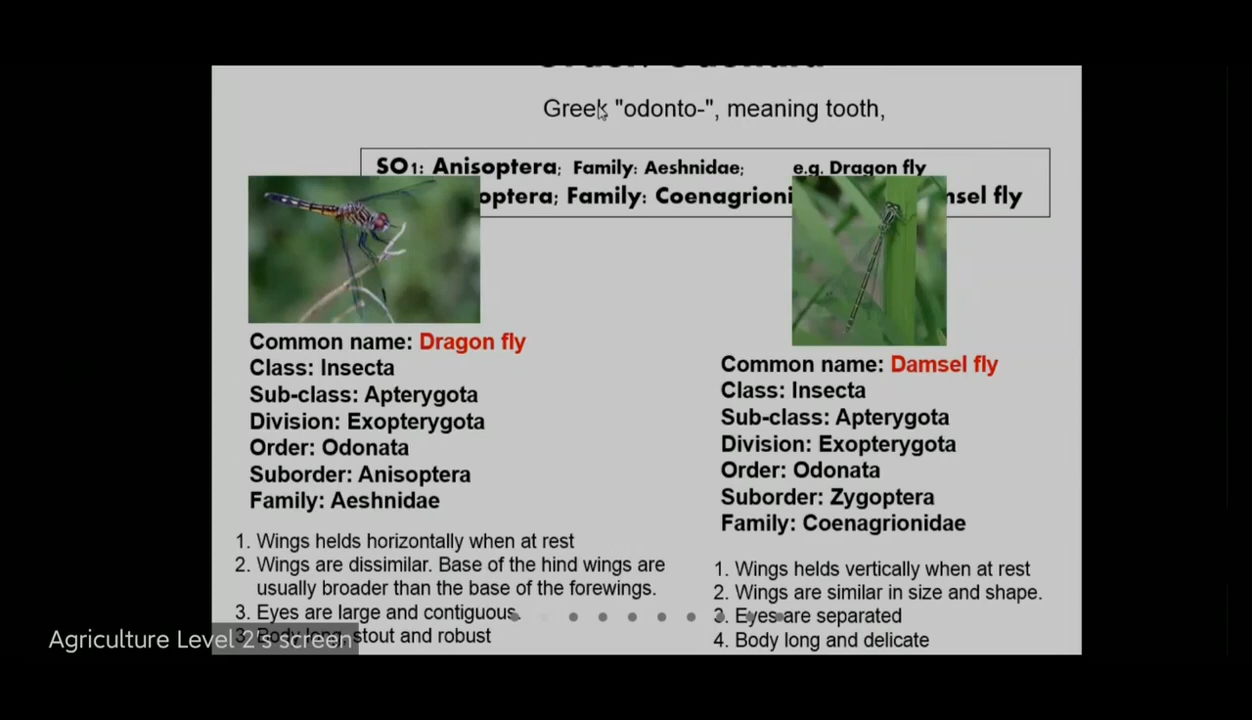 Greek "odonto-", meaning tooth,
SO1: Anisoptera; Family: Aeshnidae; e.g. Dragon fly
optera; Family: Coenagrioni nsel fly
Common name: Dragon fly
Class: Insecta
Sub-class: Apterygota
Division: Exopterygota
Order: Odonata
Suborder: Anisoptera
Family: Aeshnidae
1. Wings helds horizontally when at rest
2. Wings are dissimilar. Base of the hind wings are
usually broader than the base of the forewings.
3. Eyes are large and contiguous.
3. Body long, stout and robust
Common name: Damsel fly
Class: Insecta
Sub-class: Apterygota
Division: Exopterygota
Order: Odonata
Suborder: Zygoptera
Family: Coenagrionidae
1. Wings helds vertically when at rest
2. Wings are similar in size and shape.
3. Eyes are separated
4. Body long and delicate
Agriculture Level 2's screen